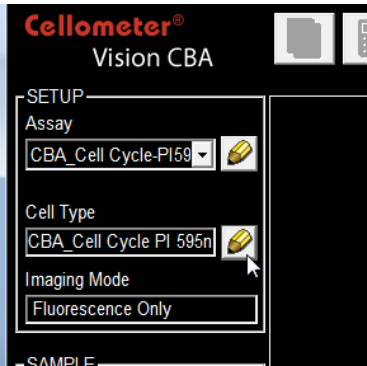 Cellometer®
Vision CBA
SETUP
Assay
CBA_Cell Cycle-PI59
Cell Type
CBA_Cell Cycle PI 595n
Imaging Mode
Fluorescence Only
SAMPLE